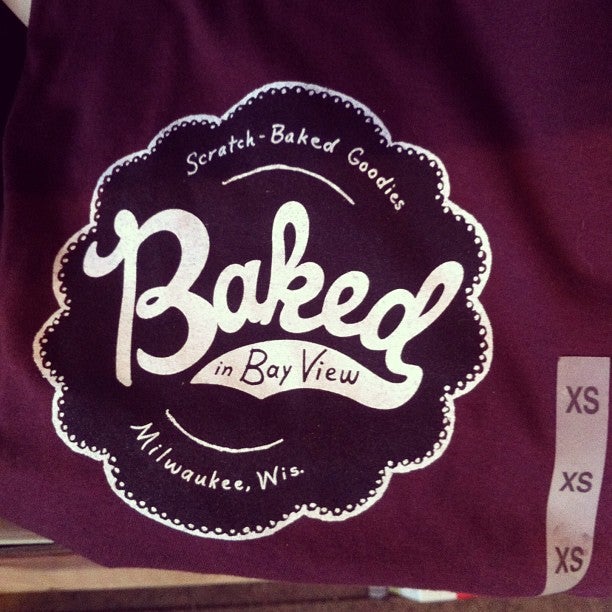 Scratch-Baked Goodies
Baked
in Bay View
Milwaukee, Wis.
XS
XS
XS